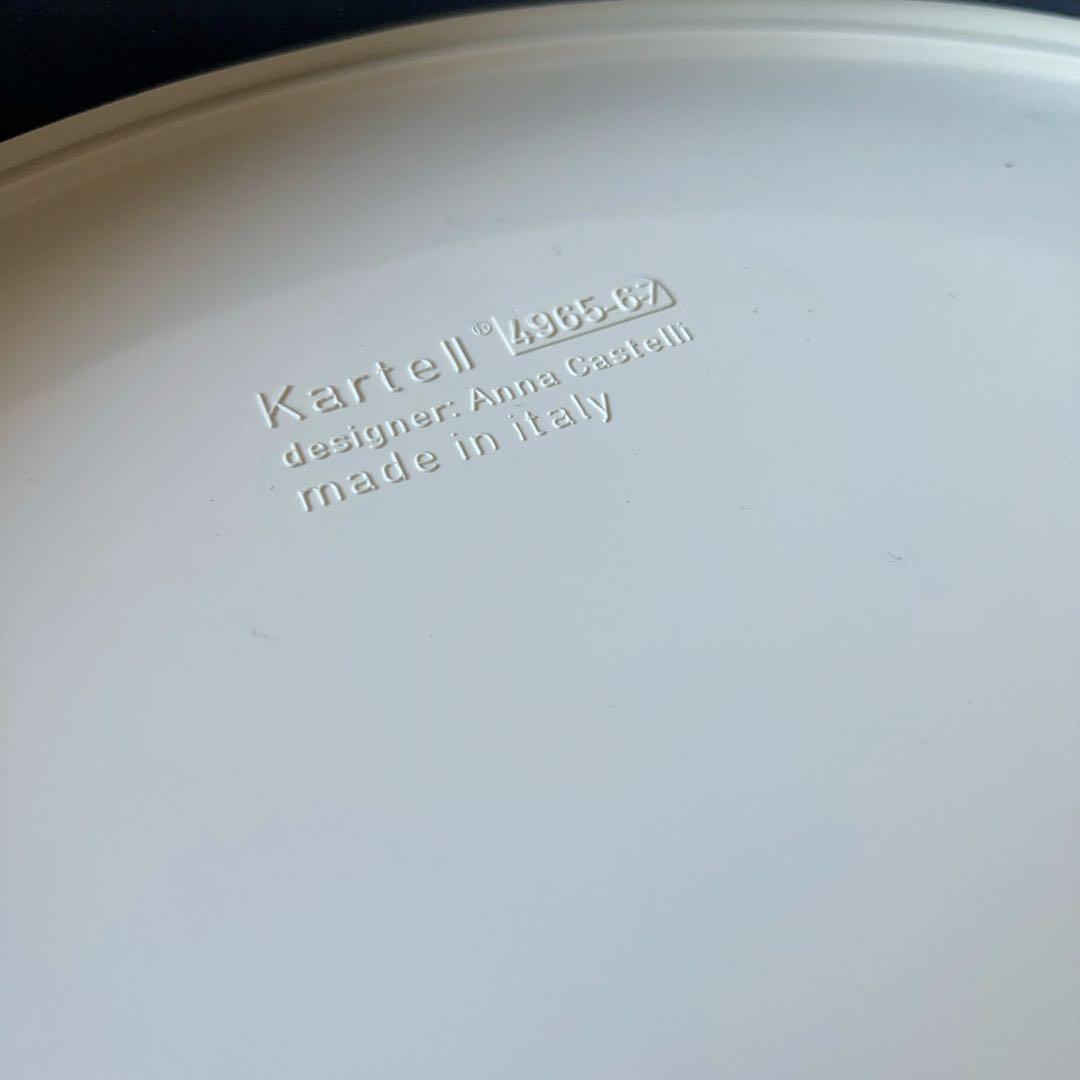 Kartell® 4965-67
designer: Anna Castelli
made in italy